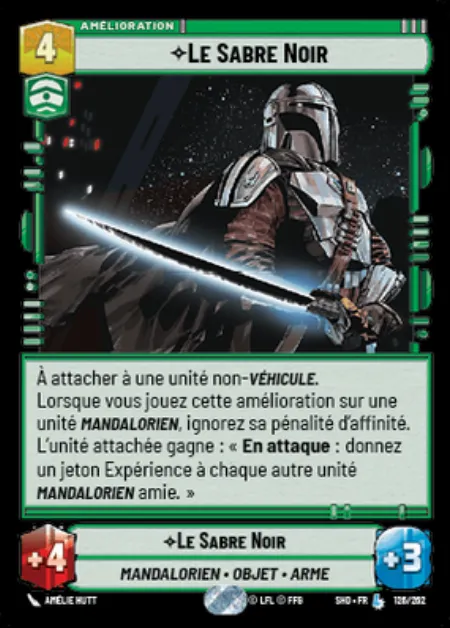 AMÉLIORATION
4
LE SABRE NOIR
À attacher à une unité non-VÉHICULE.
Lorsque vous jouez cette amélioration sur une
unité MANDALORIEN, ignorez sa pénalité d’affinité.
L’unité attachée gagne : « En attaque : donnez
un jeton Expérience à chaque autre unité
MANDALORIEN amie. »
+4
LE SABRE NOIR
+3
MANDALORIEN • OBJET • ARME
AMÉLIE HUTT
© LFL © FFG
SHD • FR
126/262